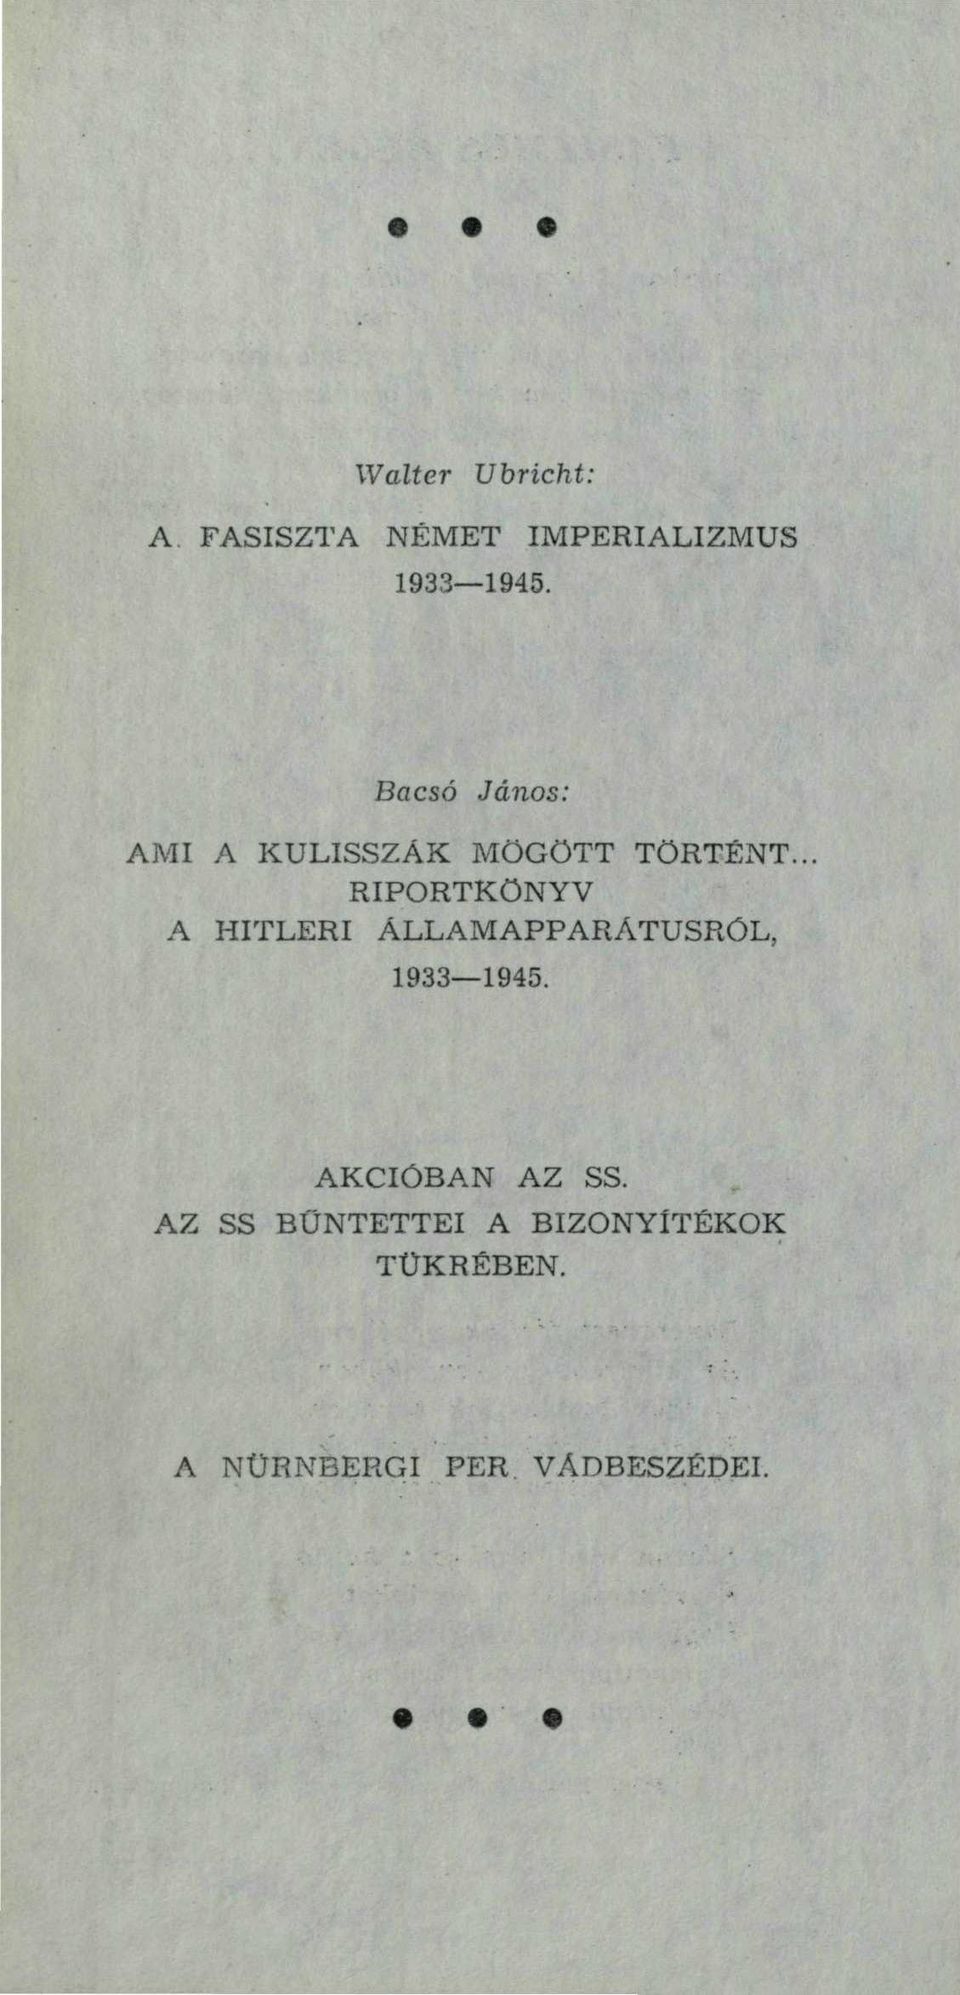 Walter Ubricht:
A FASISZTA NÉMET IMPERIALIZMUS
1933—1945.
Bacsó János:
AMI A KULISSZÁK MÖGÖTT TÖRTÉNT...
RIPORTKÖNYV
A HITLERI ÁLLAMAPPARÁTUSRÓL,
1933—1945.
AKCIÓBAN AZ SS.
AZ SS BŰNTETTEI A BIZONYÍTÉKOK
TÜKRÉBEN.
A NÜRNBERGI PER VÁDBESZÉDEI.